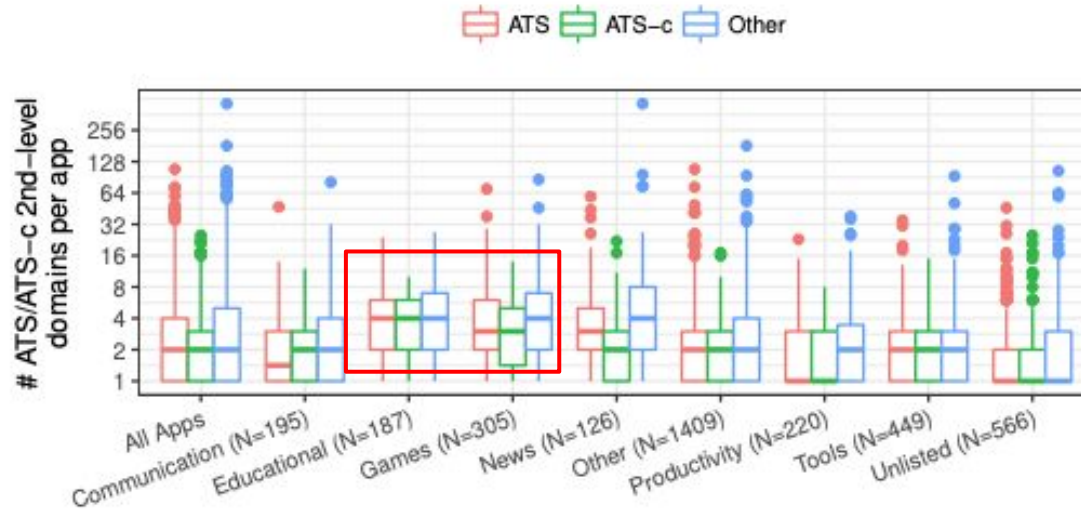 ATS ATS-c Other
# ATS/ATS-c 2nd-level
domains per app
256
128
64
32
16
8
4
2
1
All Apps
Communication (N=195)
Educational (N=187)
Games (N=305)
News (N=126)
Other (N=1409)
Productivity (N=220)
Tools (N=449)
Unlisted (N=566)